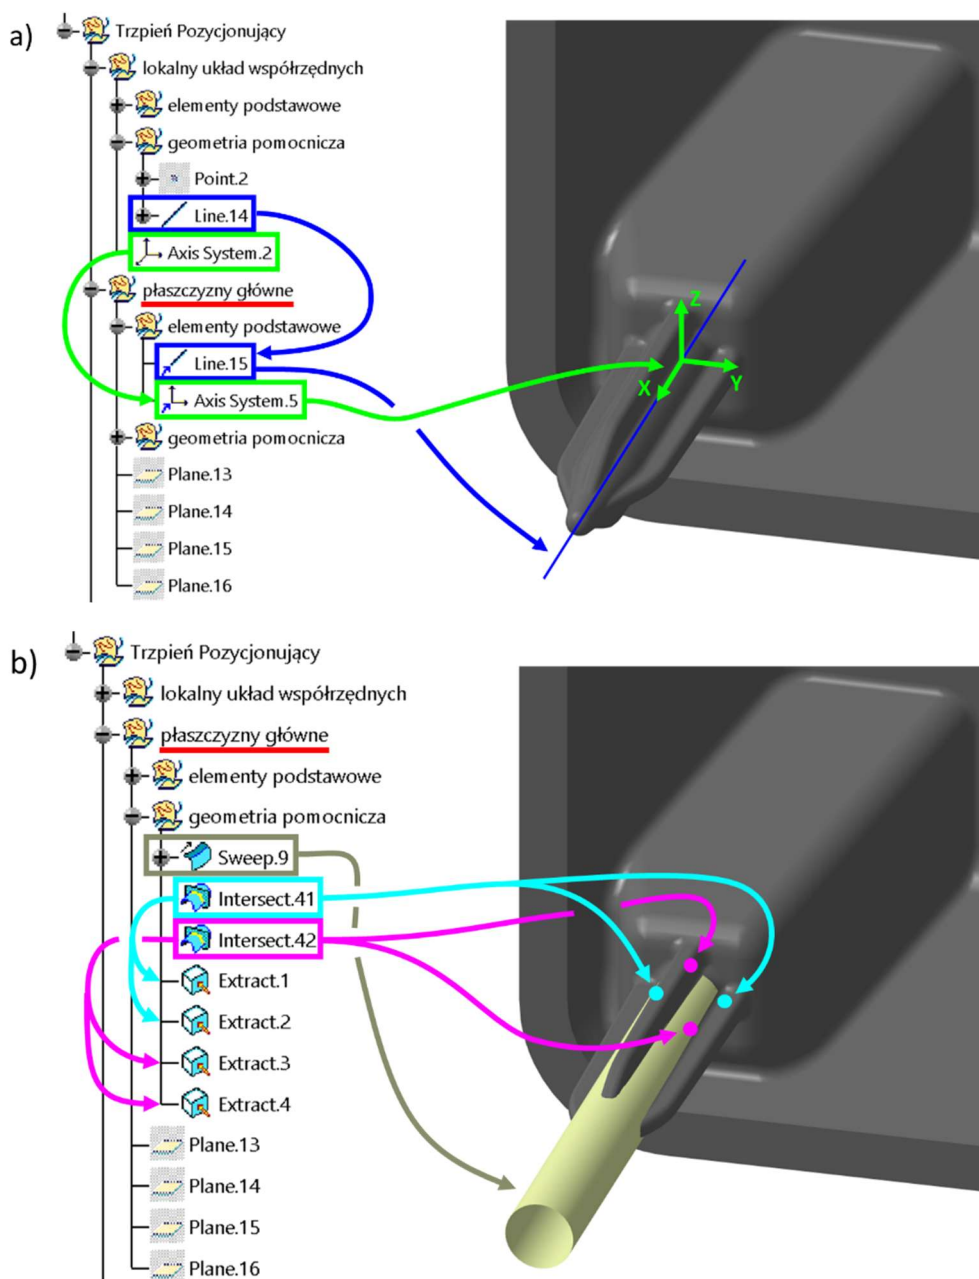 a)
Trzpień Pozycjonujący
lokalny układ współrzędnych
elementy podstawowe
geometria pomocnicza
Point.2
Line.14
Axis System.2
płaszczyzny główne
elementy podstawowe
Line.15
Axis System.5
geometria pomocnicza
Plane.13
Plane.14
Plane.15
Plane.16
Z
X
Y
b)
Trzpień Pozycjonujący
lokalny układ współrzędnych
płaszczyzny główne
elementy podstawowe
geometria pomocnicza
Sweep.9
Intersect.41
Intersect.42
Extract.1
Extract.2
Extract.3
Extract.4
Plane.13
Plane.14
Plane.15
Plane.16